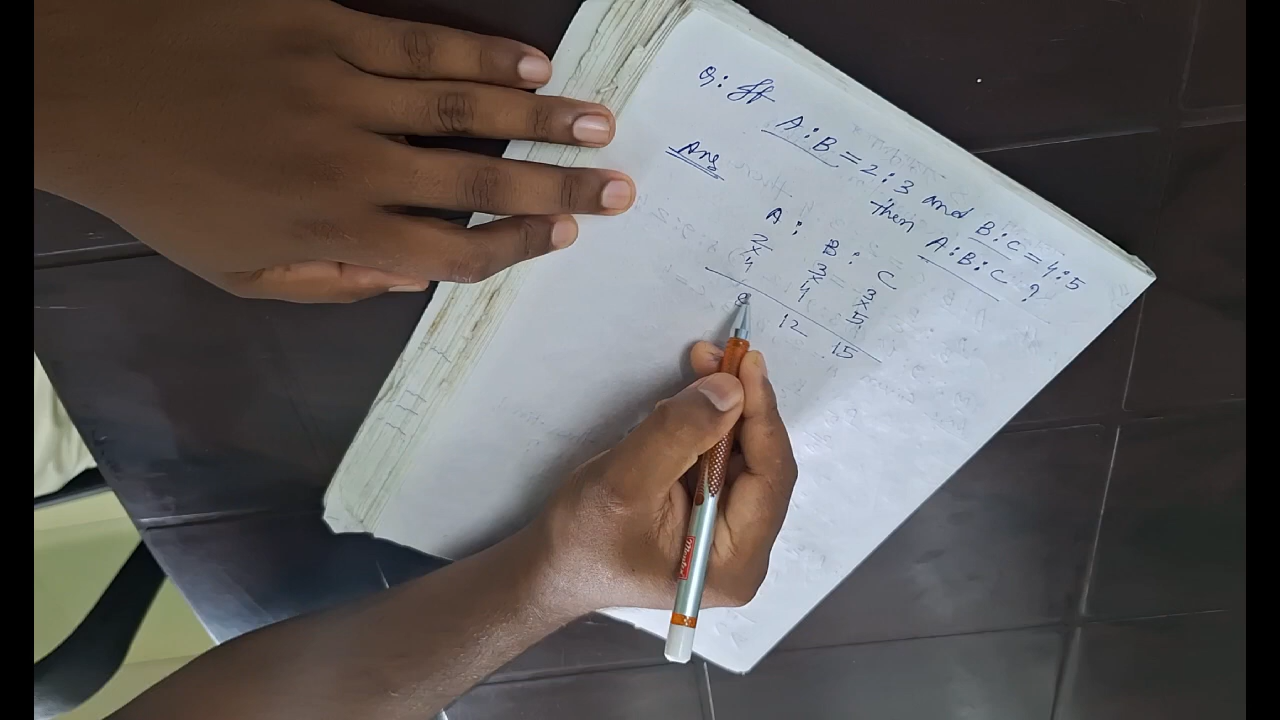 Q: If A:B = 2:3 and B:C = 4:5
then A:B:C ?
Ans
A : B : C
2 3 3
x x x
4 4 5
8 12 15